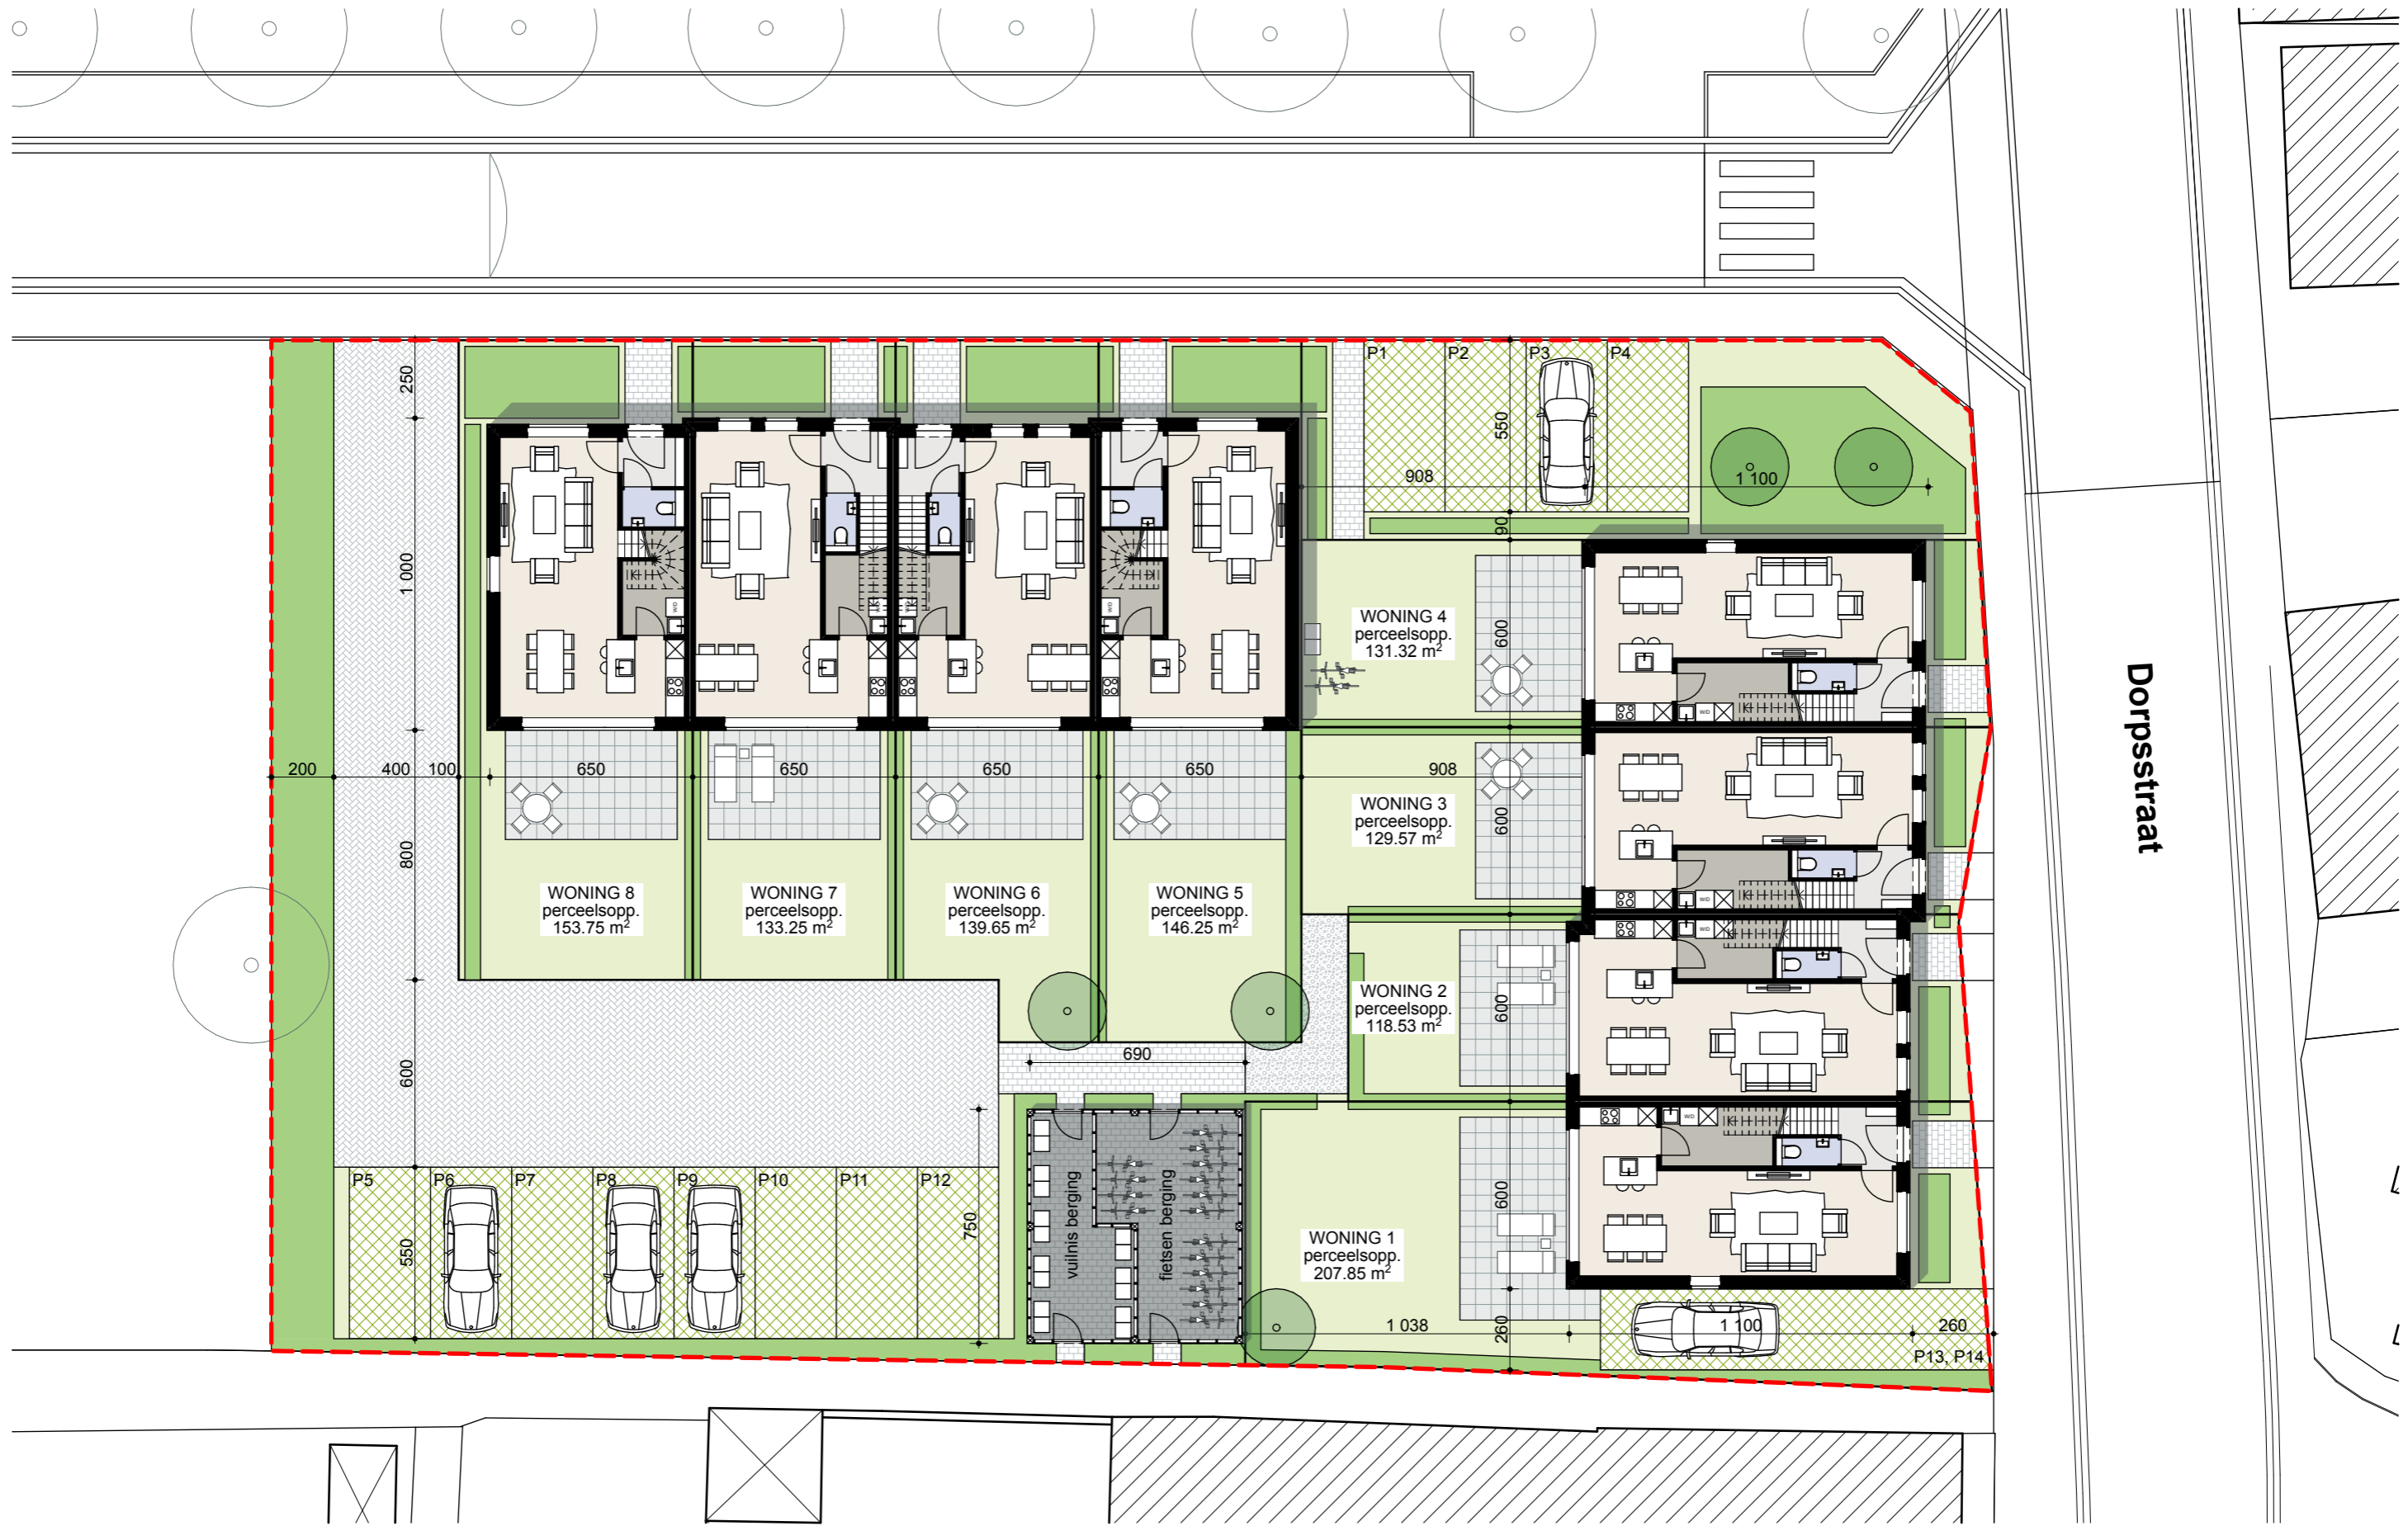 P1
P2
P3
P4
250
550
908
1 100
90
1 000
WONING 4
perceelsopp.
131.32 m²
600
Dorpsstraat
200
400
100
650
650
650
650
908
WONING 3
perceelsopp.
129.57 m²
600
800
WONING 8
perceelsopp.
153.75 m²
WONING 7
perceelsopp.
133.25 m²
WONING 6
perceelsopp.
139.65 m²
WONING 5
perceelsopp.
146.25 m²
WONING 2
perceelsopp.
118.53 m²
600
600
690
P5
P6
P7
P8
P9
P10
P11
P12
550
750
vuilnis berging
fietsen berging
WONING 1
perceelsopp.
207.85 m²
600
260
1 038
1 100
260
P13, P14
W/D
W/D
W/D
W/D
W/D
W/D
W/D
W/D